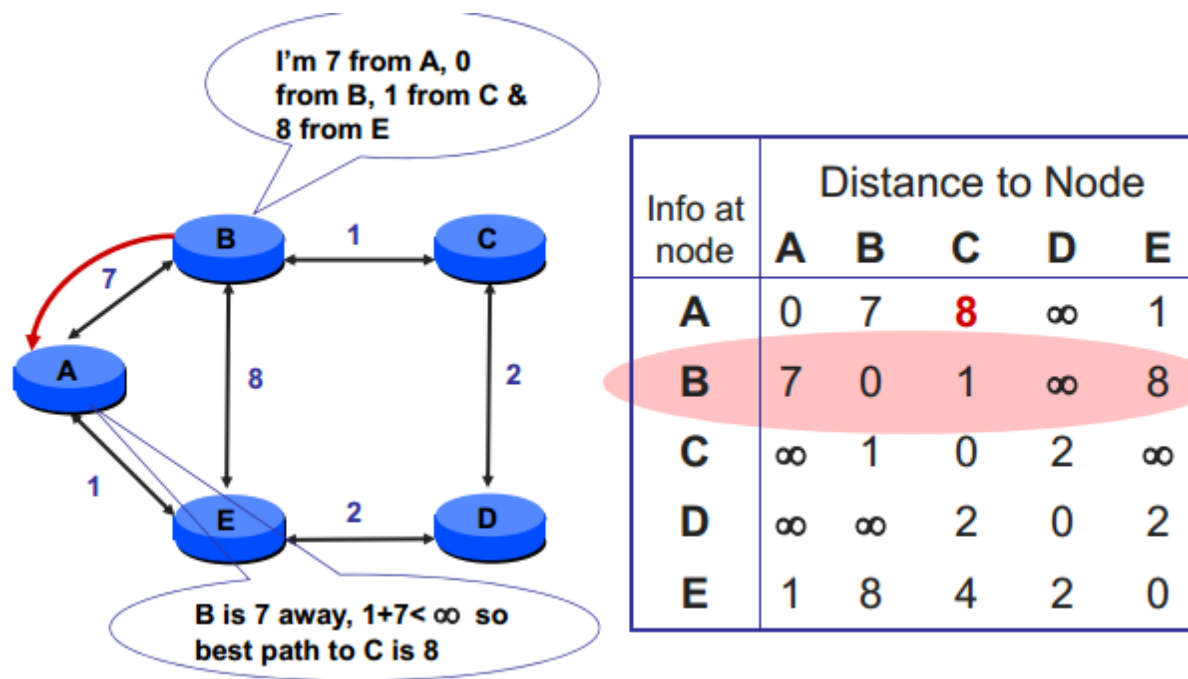 I'm 7 from A, 0
from B, 1 from C &
8 from E
B
1
C
7
A
8
2
1
E
2
D
B is 7 away, 1+7< ∞ so
best path to C is 8
Info at
node
Distance to Node
A B C D E
A 0 7 8 ∞ 1
B 7 0 1 ∞ 8
C ∞ 1 0 2 ∞
D ∞ ∞ 2 0 2
E 1 8 4 2 0